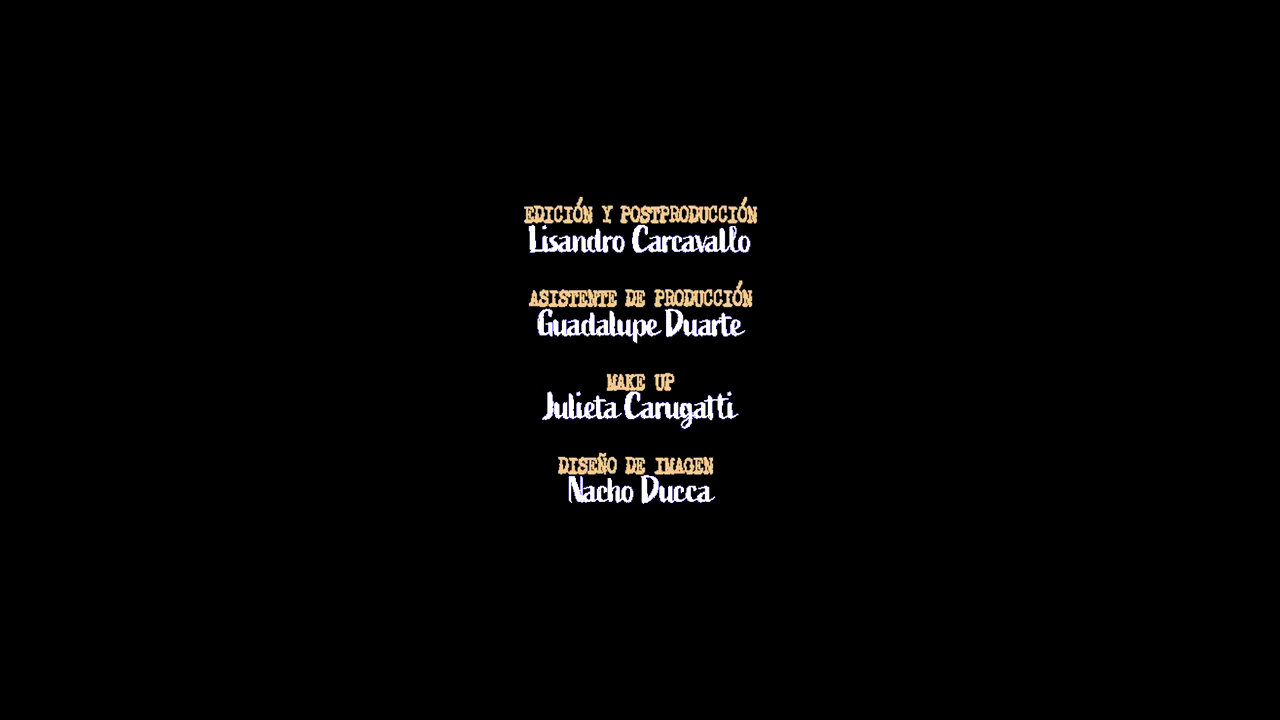 EDICIÓN Y POSTPRODUCCIÓN
Lisandro Carcavallo
ASISTENTE DE PRODUCCIÓN
Guadalupe Duarte
MAKE UP
Julieta Carugatti
DISEÑO DE IMAGEN
Nacho Ducca